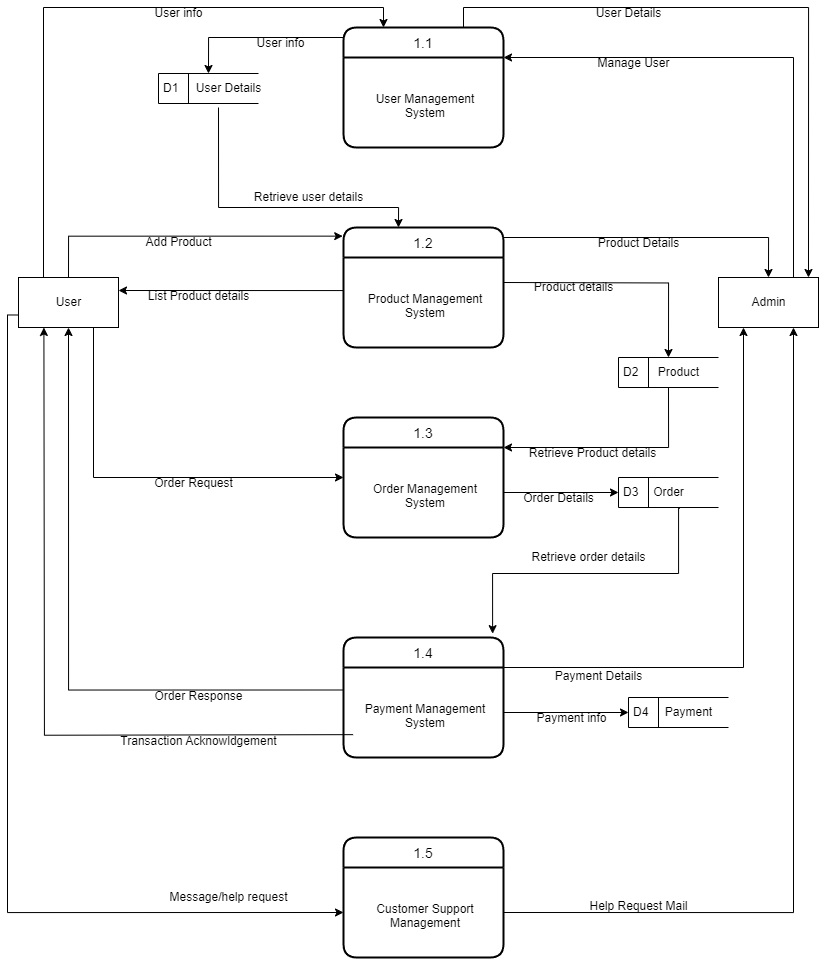 User info
User Details
User info
1.1
Manage User
D1
User Details
User Management
System
Retrieve user details
Add Product
1.2
Product Details
User
List Product details
Product Management
System
Product details
Admin
D2
Product
1.3
Retrieve Product details
Order Request
Order Management
System
Order Details
D3
Order
Retrieve order details
1.4
Payment Details
Order Response
Payment Management
System
Payment info
D4
Payment
Transaction Acknowldgement
1.5
Message/help request
Customer Support
Management
Help Request Mail